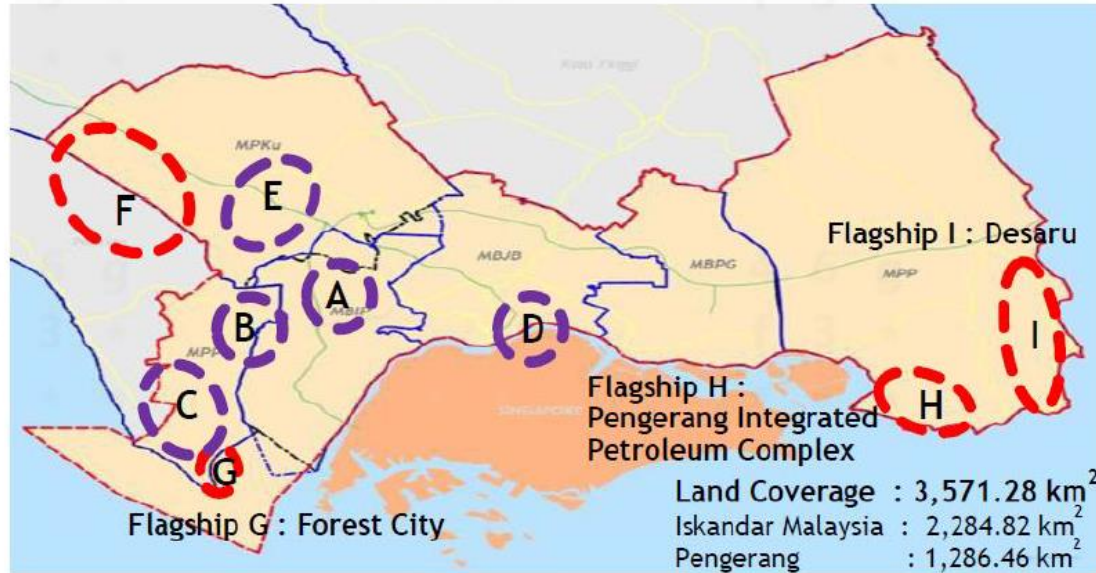 MPKu
F
E
Flagship I : Desaru
MBJB
MBPG
MPP
A
MBIP
B
D
I
C
Flagship H :
Pengerang Integrated
Petroleum Complex
SINGAPORE
H
G
Flagship G : Forest City
Land Coverage : 3,571.28 km²
Iskandar Malaysia : 2,284.82 km²
Pengerang : 1,286.46 km²